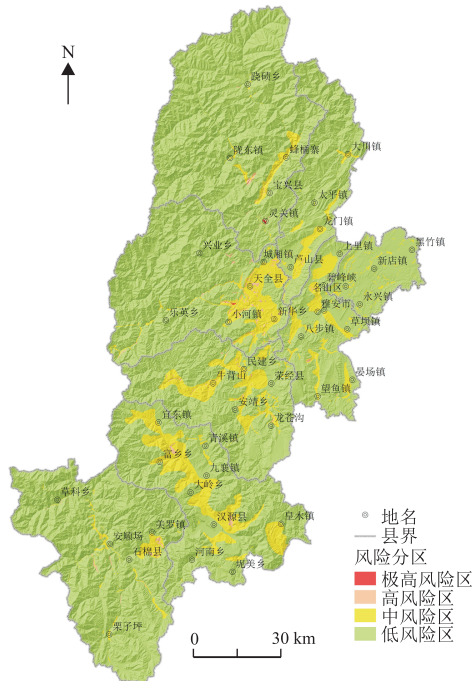 N
跷碛乡
陇东镇
蜂桶寨
大川镇
宝兴县
太平镇
灵关镇
龙门镇
兴业乡
上里镇
黑竹镇
城厢镇
芦山县
新店镇
碧峰峡
天全县
名山区
永兴镇
雅安市
乐英乡
小河镇
新华乡
草坝镇
八步镇
民建乡
晏场镇
牛背山
荥经县
望鱼镇
安靖乡
宜东镇
龙苍沟
青溪镇
富乡乡
九襄镇
大岭乡
草科乡
汉源县
皇木镇
美罗镇
安顺场
石棉县
河南乡
坭美乡
栗子坪
地名
县界
风险分区
极高风险区
高风险区
中风险区
低风险区
0 30 km